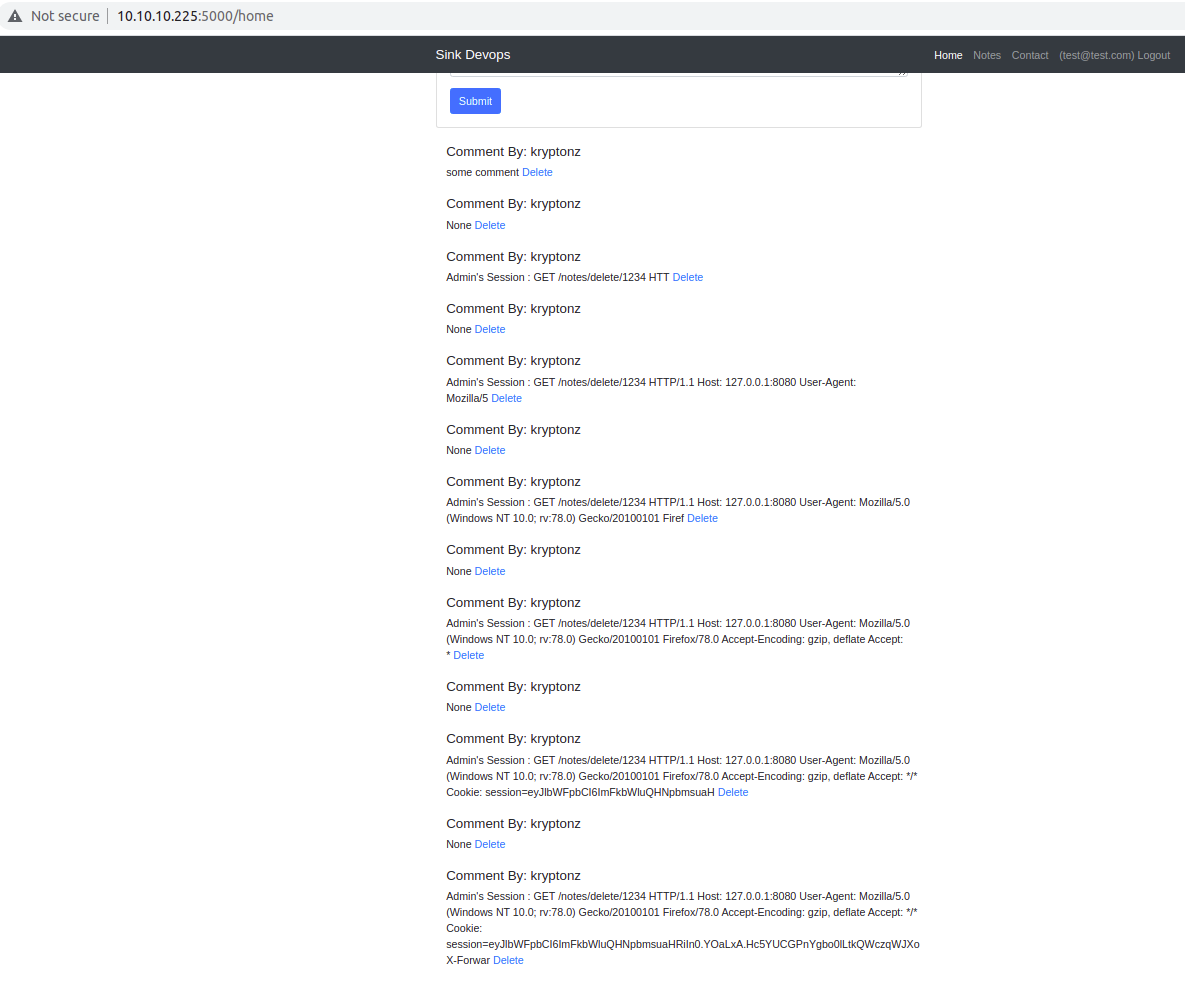 Not secure 10.10.10.225:5000/home
Sink Devops Home Notes Contact (test@test.com) Logout
Submit
Comment By: kryptonz
some comment Delete
Comment By: kryptonz
None Delete
Comment By: kryptonz
Admin's Session : GET /notes/delete/1234 HTT Delete
Comment By: kryptonz
None Delete
Comment By: kryptonz
Admin's Session : GET /notes/delete/1234 HTTP/1.1 Host: 127.0.0.1:8080 User-Agent:
Mozilla/5 Delete
Comment By: kryptonz
None Delete
Comment By: kryptonz
Admin's Session : GET /notes/delete/1234 HTTP/1.1 Host: 127.0.0.1:8080 User-Agent: Mozilla/5.0
(Windows NT 10.0; rv:78.0) Gecko/20100101 Firef Delete
Comment By: kryptonz
None Delete
Comment By: kryptonz
Admin's Session : GET /notes/delete/1234 HTTP/1.1 Host: 127.0.0.1:8080 User-Agent: Mozilla/5.0
(Windows NT 10.0; rv:78.0) Gecko/20100101 Firefox/78.0 Accept-Encoding: gzip, deflate Accept:
* Delete
Comment By: kryptonz
None Delete
Comment By: kryptonz
Admin's Session : GET /notes/delete/1234 HTTP/1.1 Host: 127.0.0.1:8080 User-Agent: Mozilla/5.0
(Windows NT 10.0; rv:78.0) Gecko/20100101 Firefox/78.0 Accept-Encoding: gzip, deflate Accept: */*
Cookie: session=eyJlbWFpbCI6ImFkbWluQHNpbmsuaH Delete
Comment By: kryptonz
None Delete
Comment By: kryptonz
Admin's Session : GET /notes/delete/1234 HTTP/1.1 Host: 127.0.0.1:8080 User-Agent: Mozilla/5.0
(Windows NT 10.0; rv:78.0) Gecko/20100101 Firefox/78.0 Accept-Encoding: gzip, deflate Accept: */*
Cookie:
session=eyJlbWFpbCI6ImFkbWluQHNpbmsuaHRiIn0.YOaLxA.Hc5YUCGPnYgbo0lLtkQWczqWJXo
X-Forwar Delete